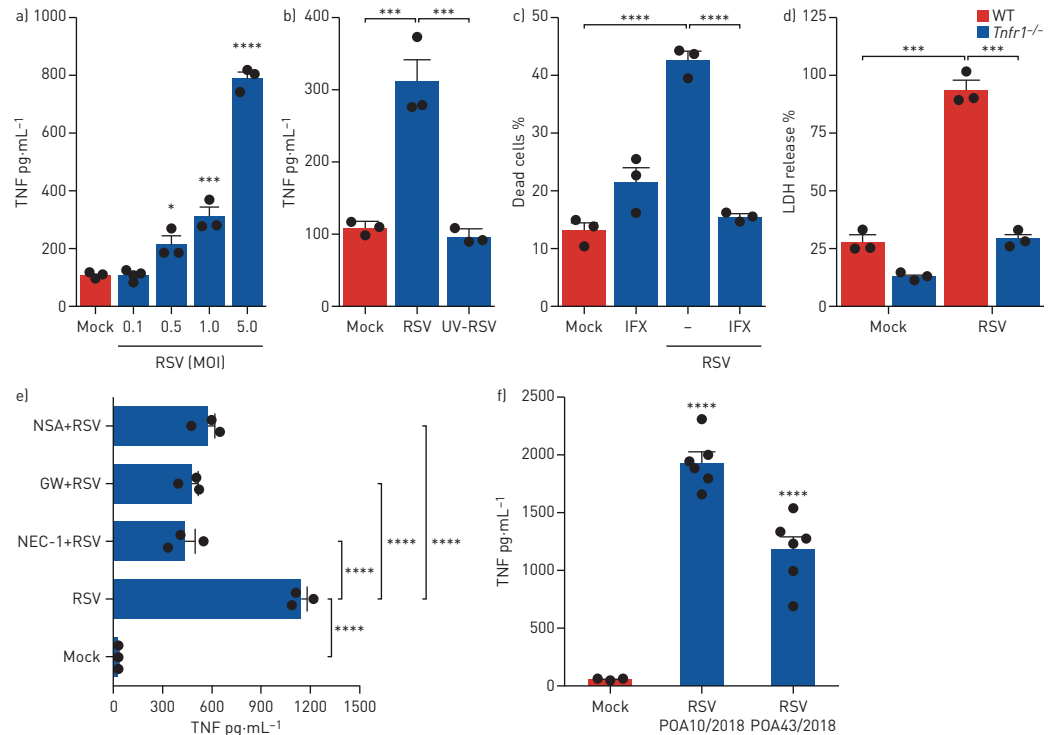 a)
TNF pg·mL⁻¹
1000
800
600
400
200
0
*
***
****
Mock
0.1
0.5
1.0
5.0
RSV (MOI)
b)
TNF pg·mL⁻¹
400
300
200
100
0
***
***
Mock
RSV
UV-RSV
c)
Dead cells %
50
40
30
20
10
0
****
****
Mock
IFX
–
IFX
RSV
d)
WT
Tnfr1⁻/⁻
LDH release %
125
100
75
50
25
0
***
***
Mock
RSV
e)
NSA+RSV
GW+RSV
NEC-1+RSV
RSV
Mock
****
****
****
****
0
300
600
900
1200
1500
TNF pg·mL⁻¹
f)
TNF pg·mL⁻¹
2500
2000
1500
1000
500
0
****
****
Mock
RSV
POA10/2018
RSV
POA43/2018